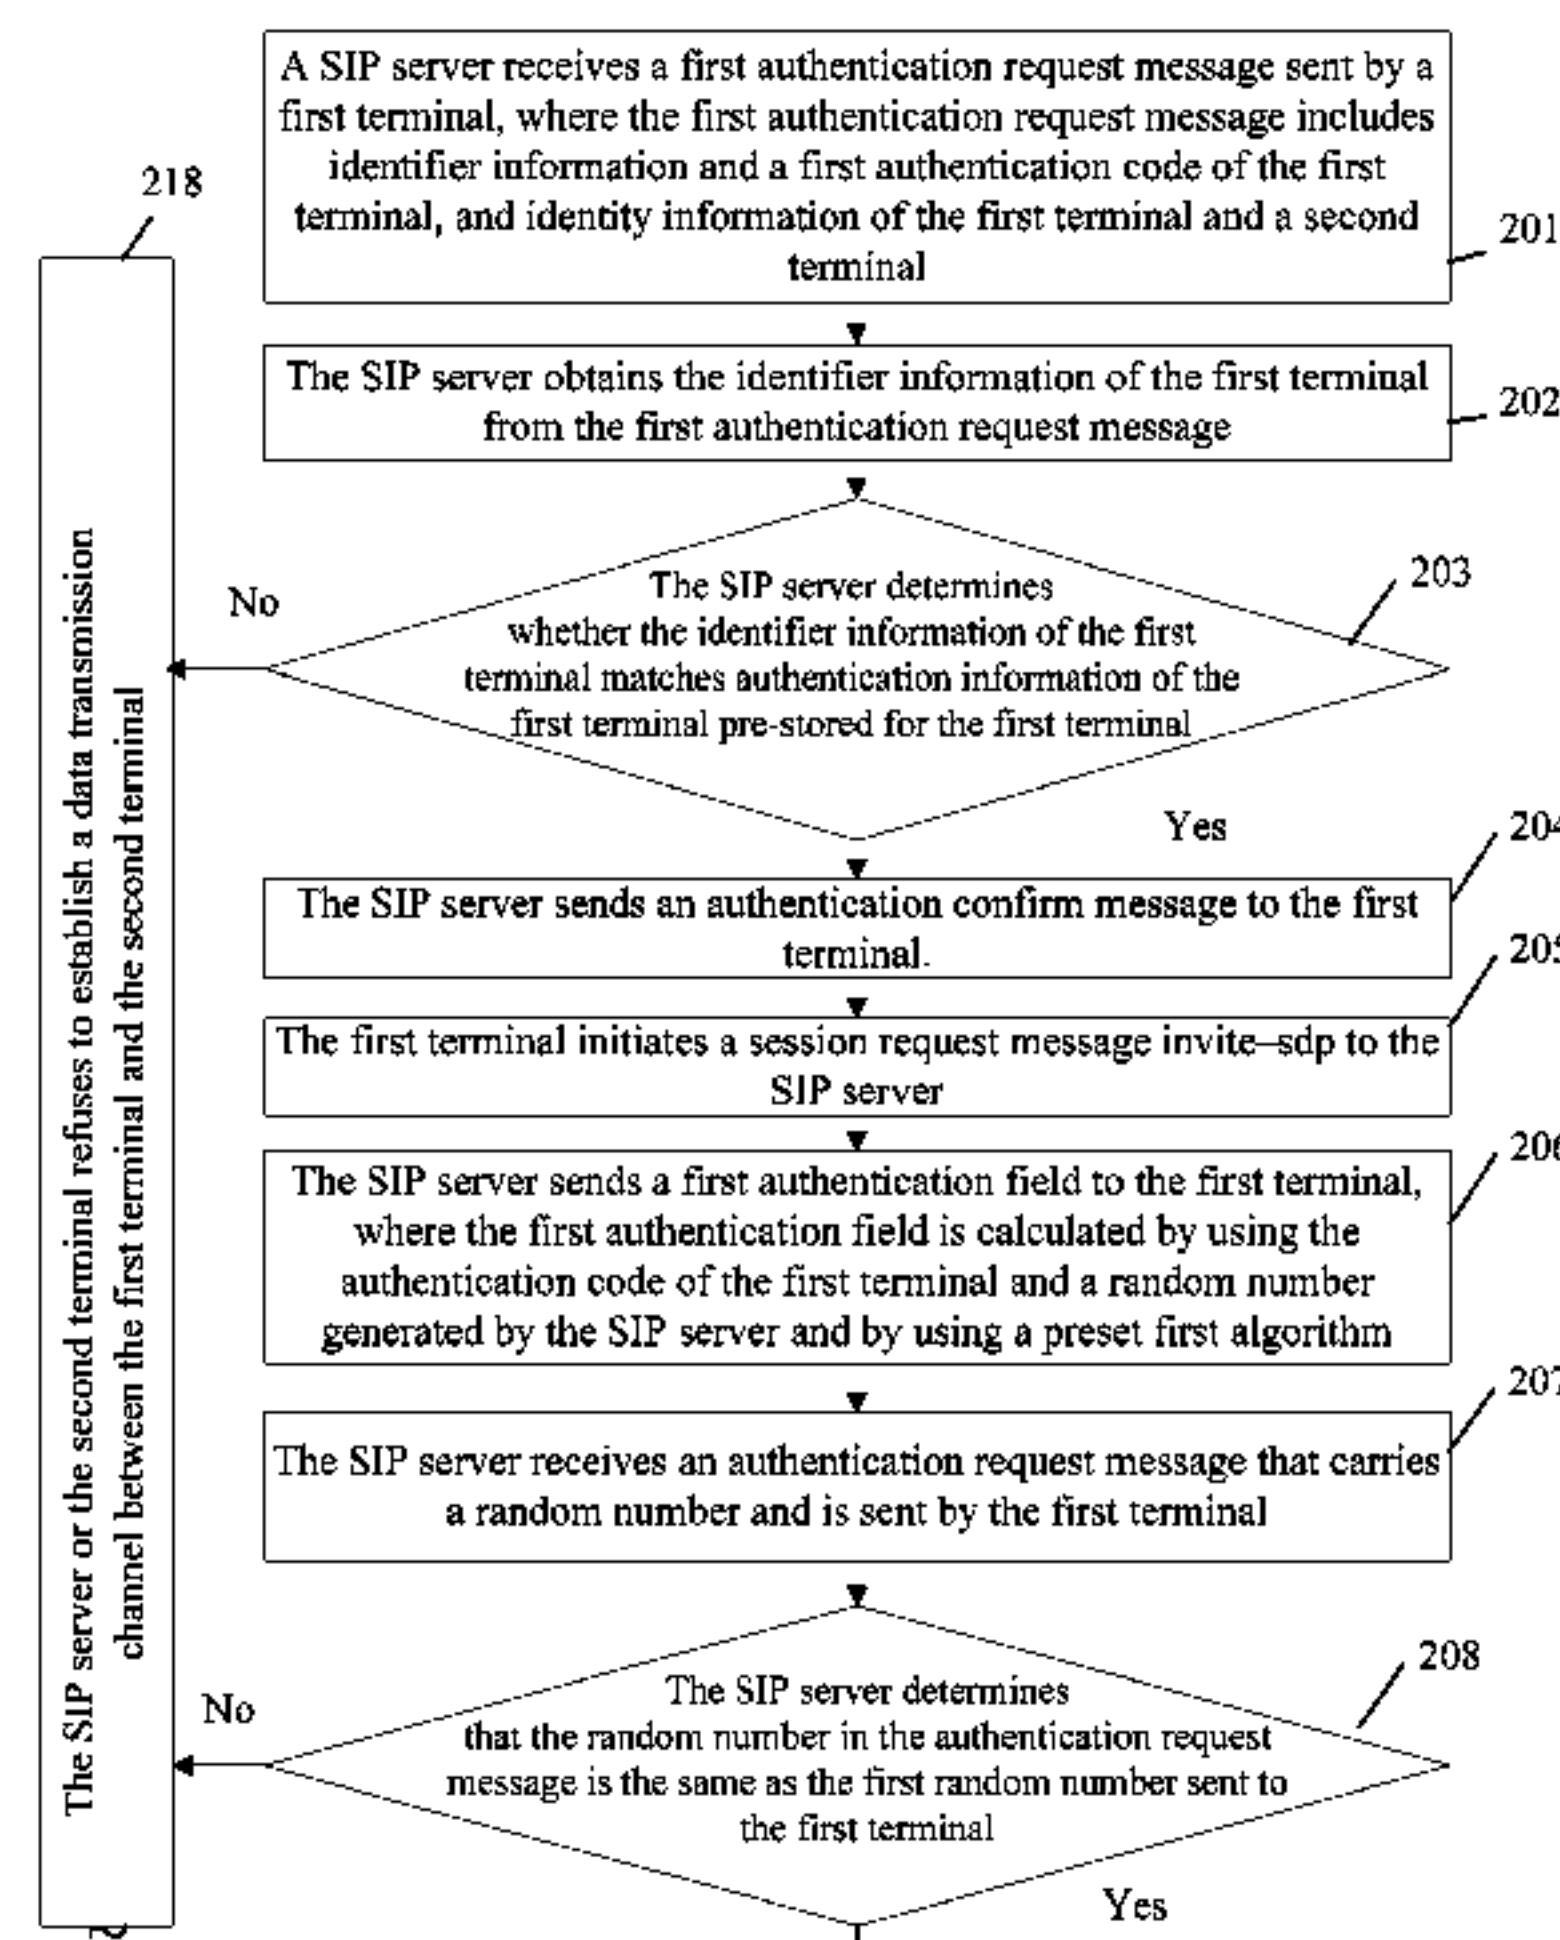 A SIP server receives a first authentication request message sent by a
first terminal, where the first authentication request message includes
identifier information and a first authentication code of the first
terminal, and identity information of the first terminal and a second
terminal
201
218
The SIP server obtains the identifier information of the first terminal
from the first authentication request message
202
The SIP server determines
whether the identifier information of the first
terminal matches authentication information of the
first terminal pre-stored for the first terminal
203
No
Yes
The SIP server sends an authentication confirm message to the first
terminal.
204
The first terminal initiates a session request message invite–sdp to the
SIP server
205
The SIP server sends a first authentication field to the first terminal,
where the first authentication field is calculated by using the
authentication code of the first terminal and a random number
generated by the SIP server and by using a preset first algorithm
206
The SIP server receives an authentication request message that carries
a random number and is sent by the first terminal
207
The SIP server determines
that the random number in the authentication request
message is the same as the first random number sent to
the first terminal
208
No
Yes
The SIP server or the second terminal refuses to establish a data transmission
channel between the first terminal and the second terminal